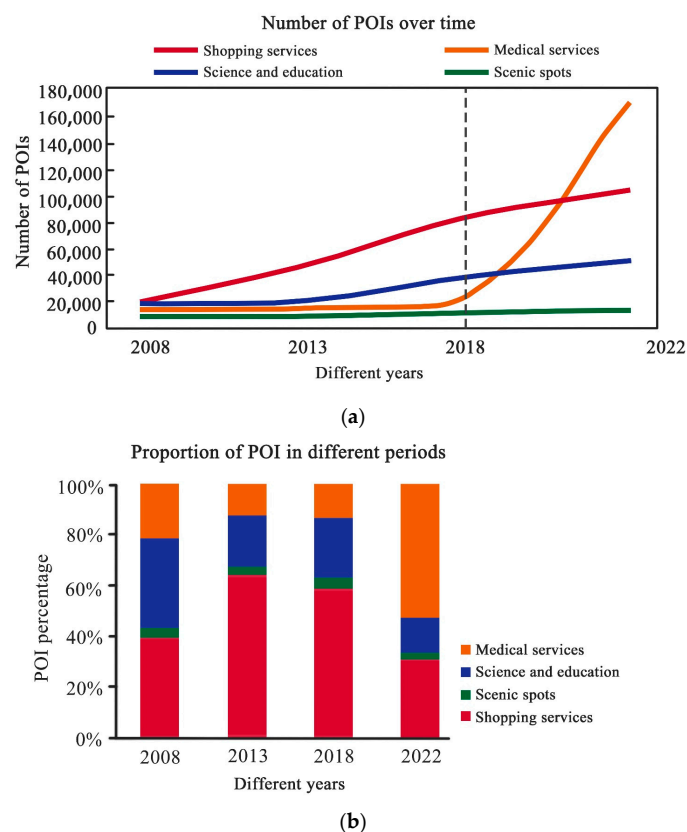 Number of POIs over time
Shopping services
Medical services
Science and education
Scenic spots
Number of POIs
180,000
160,000
140,000
120,000
100,000
80,000
60,000
40,000
20,000
0
2008
2013
2018
2022
Different years
(a)
Proportion of POI in different periods
POI percentage
100%
80%
60%
40%
20%
0%
2008
2013
2018
2022
Different years
Medical services
Science and education
Scenic spots
Shopping services
(b)